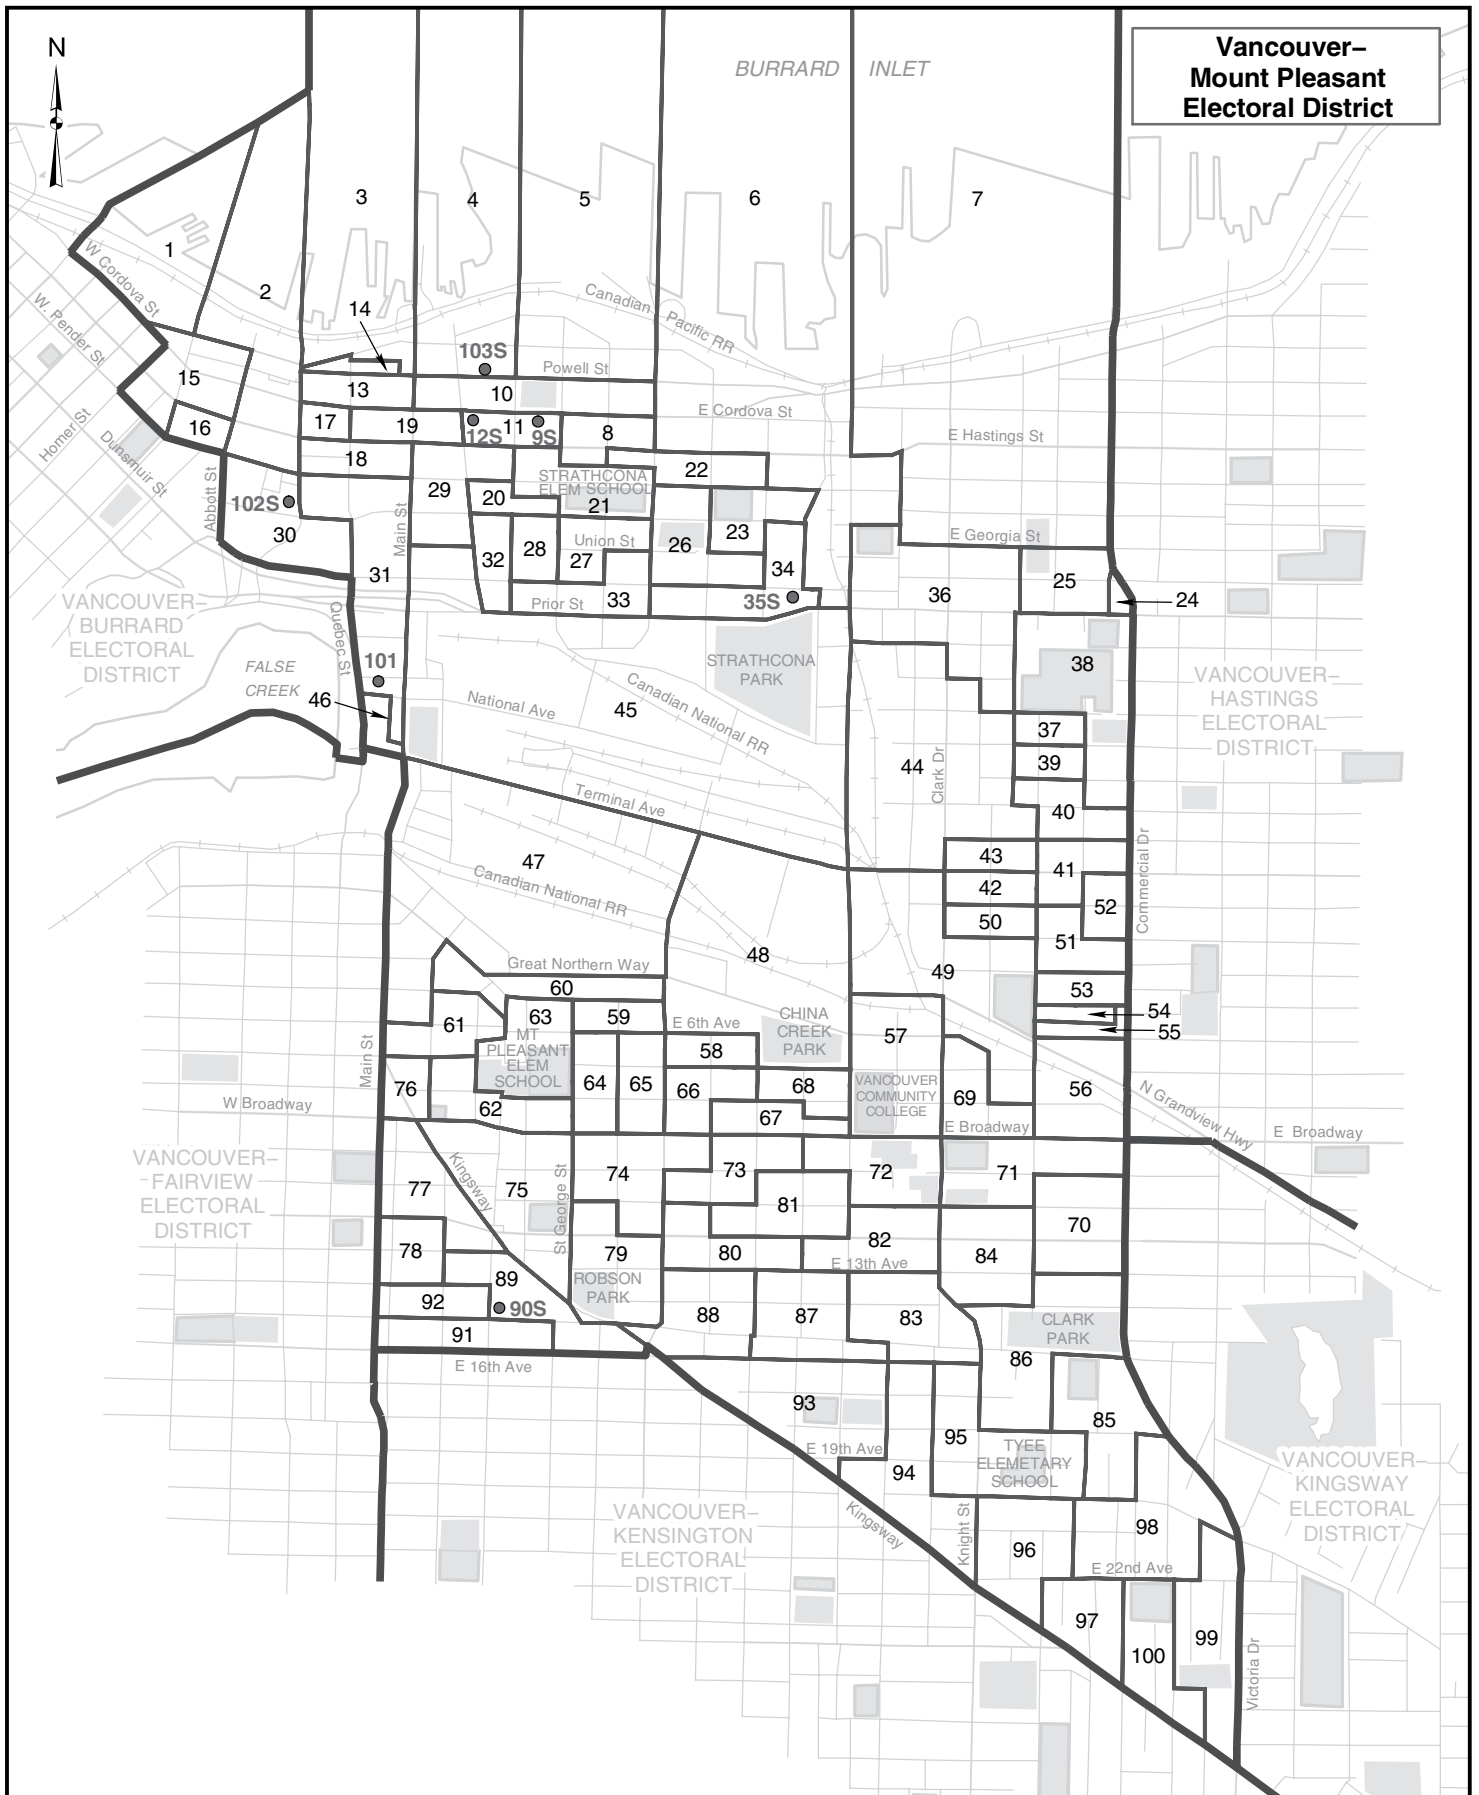 N
BURRARD INLET
Vancouver–
Mount Pleasant
Electoral District
3
4
5
6
7
1
2
W Cordova St
W. Pender St
14
103S
Canadian Pacific RR
Powell St
15
13
10
E Cordova St
16
17
19
12S
11
9S
8
E Hastings St
Homer St
Dunsmuir St
18
22
STRATHCONA
ELEM SCHOOL
29
20
21
102S
Abbott St
30
Main St
23
E Georgia St
Union St
26
32
28
27
34
31
25
36
24
33
Prior St
35S
VANCOUVER–
BURRARD
ELECTORAL
DISTRICT
Quebec St
101
FALSE
CREEK
46
STRATHCONA
PARK
38
VANCOUVER–
HASTINGS
ELECTORAL
DISTRICT
National Ave
45
Canadian National RR
37
39
44
Clark Dr
Terminal Ave
40
47
43
41
Commercial Dr
Canadian National RR
42
52
50
51
48
49
Great Northern Way
60
53
54
55
63
59
E 6th Ave
CHINA
CREEK
PARK
57
61
MT
PLEASANT
ELEM
SCHOOL
58
Main St
76
64
65
66
68
VANCOUVER
COMMUNITY
COLLEGE
69
56
W Broadway
62
67
E Broadway
N Grandview Hwy
E Broadway
VANCOUVER–
FAIRVIEW
ELECTORAL
DISTRICT
Kingsway
77
75
St George St
74
73
72
71
81
70
78
79
80
82
84
E 13th Ave
89
ROBSON
PARK
92
90S
88
87
83
CLARK
PARK
91
E 16th Ave
86
93
85
E 19th Ave
95
TYEE
ELEMETARY
SCHOOL
94
VANCOUVER–
KINGSWAY
ELECTORAL
DISTRICT
VANCOUVER–
KENSINGTON
ELECTORAL
DISTRICT
Kingsway
Knight St
98
96
E 22nd Ave
97
99
100
Victoria Dr